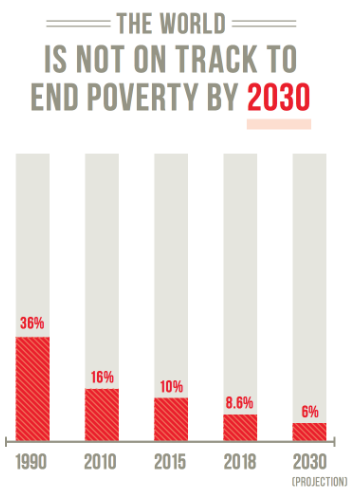 THE WORLD
IS NOT ON TRACK TO
END POVERTY BY 2030
36%
16%
10%
8.6%
6%
1990 2010 2015 2018 2030
(PROJECTION)